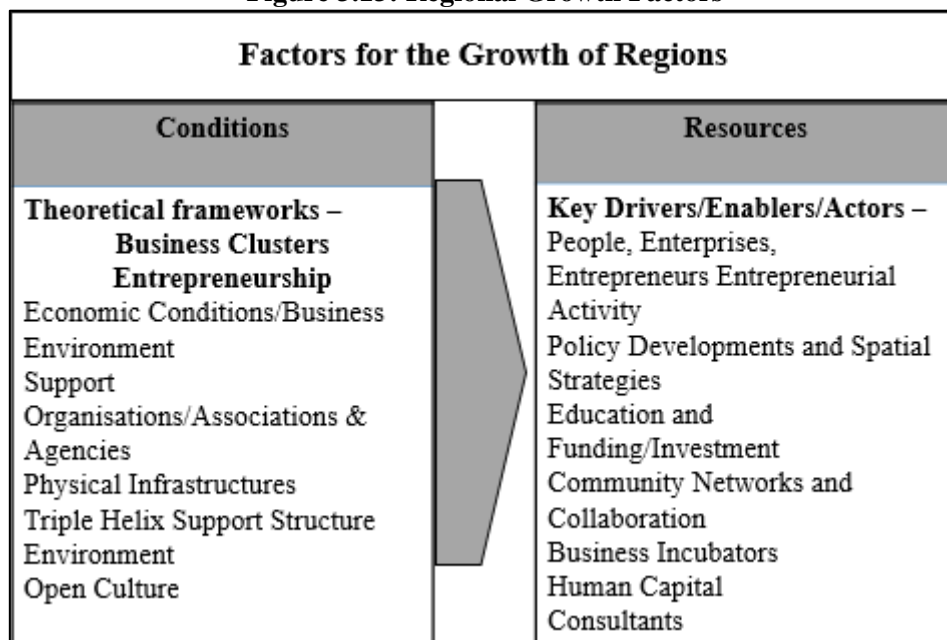 Figure 3.13: Regional Growth Factors
Factors for the Growth of Regions
Conditions
Theoretical frameworks –
Business Clusters
Entrepreneurship
Economic Conditions/Business
Environment
Support
Organisations/Associations &
Agencies
Physical Infrastructures
Triple Helix Support Structure
Environment
Open Culture
Resources
Key Drivers/Enablers/Actors –
People, Enterprises,
Entrepreneurs Entrepreneurial
Activity
Policy Developments and Spatial
Strategies
Education and
Funding/Investment
Community Networks and
Collaboration
Business Incubators
Human Capital
Consultants